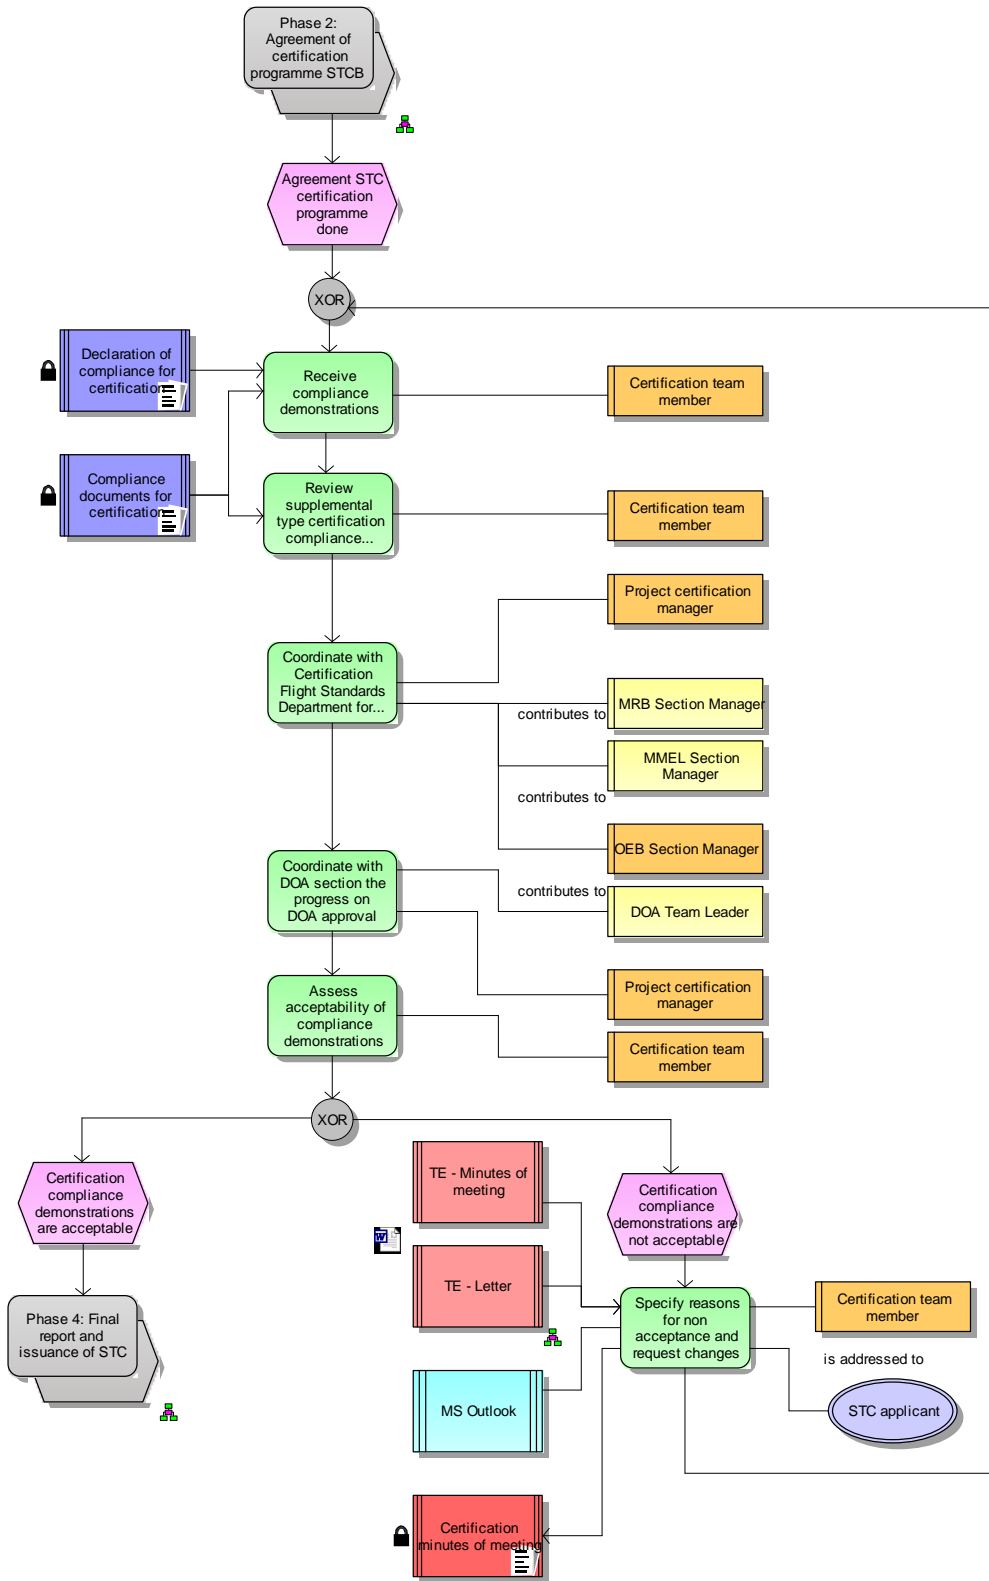 Phase 2:
Agreement of
certification
programme STCB
Agreement STC
certification
programme
done
XOR
Declaration of
compliance for
certification
Receive
compliance
demonstrations
Certification team
member
Compliance
documents for
certification
Review
supplemental
type certification
compliance...
Certification team
member
Project certification
manager
Coordinate with
Certification
Flight Standards
Department for...
contributes to
MRB Section Manager
MMEL Section
Manager
contributes to
OEB Section Manager
Coordinate with
DOA section the
progress on
DOA approval
contributes to
DOA Team Leader
Project certification
manager
Assess
acceptability of
compliance
demonstrations
Certification team
member
XOR
Certification
compliance
demonstrations
are acceptable
TE - Minutes of
meeting
Certification
compliance
demonstrations are
not acceptable
W
TE - Letter
Phase 4: Final
report and
issuance of STC
Specify reasons
for non
acceptance and
request changes
Certification team
member
is addressed to
MS Outlook
STC applicant
Certification
minutes of meeting